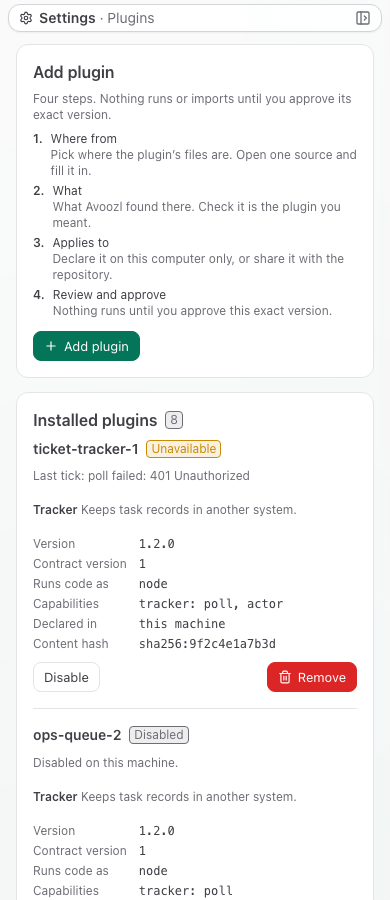 Settings · Plugins
Add plugin
Four steps. Nothing runs or imports until you approve its
exact version.
1. Where from
Pick where the plugin's files are. Open one source and
fill it in.
2. What
What Avoozl found there. Check it is the plugin you
meant.
3. Applies to
Declare it on this computer only, or share it with the
repository.
4. Review and approve
Nothing runs until you approve this exact version.
+ Add plugin
Installed plugins 8
ticket-tracker-1 Unavailable
Last tick: poll failed: 401 Unauthorized
Tracker Keeps task records in another system.
Version 1.2.0
Contract version 1
Runs code as node
Capabilities tracker: poll, actor
Declared in this machine
Content hash sha256:9f2c4e1a7b3d
Disable Remove
ops-queue-2 Disabled
Disabled on this machine.
Tracker Keeps task records in another system.
Version 1.2.0
Contract version 1
Runs code as node
Capabilities tracker: poll